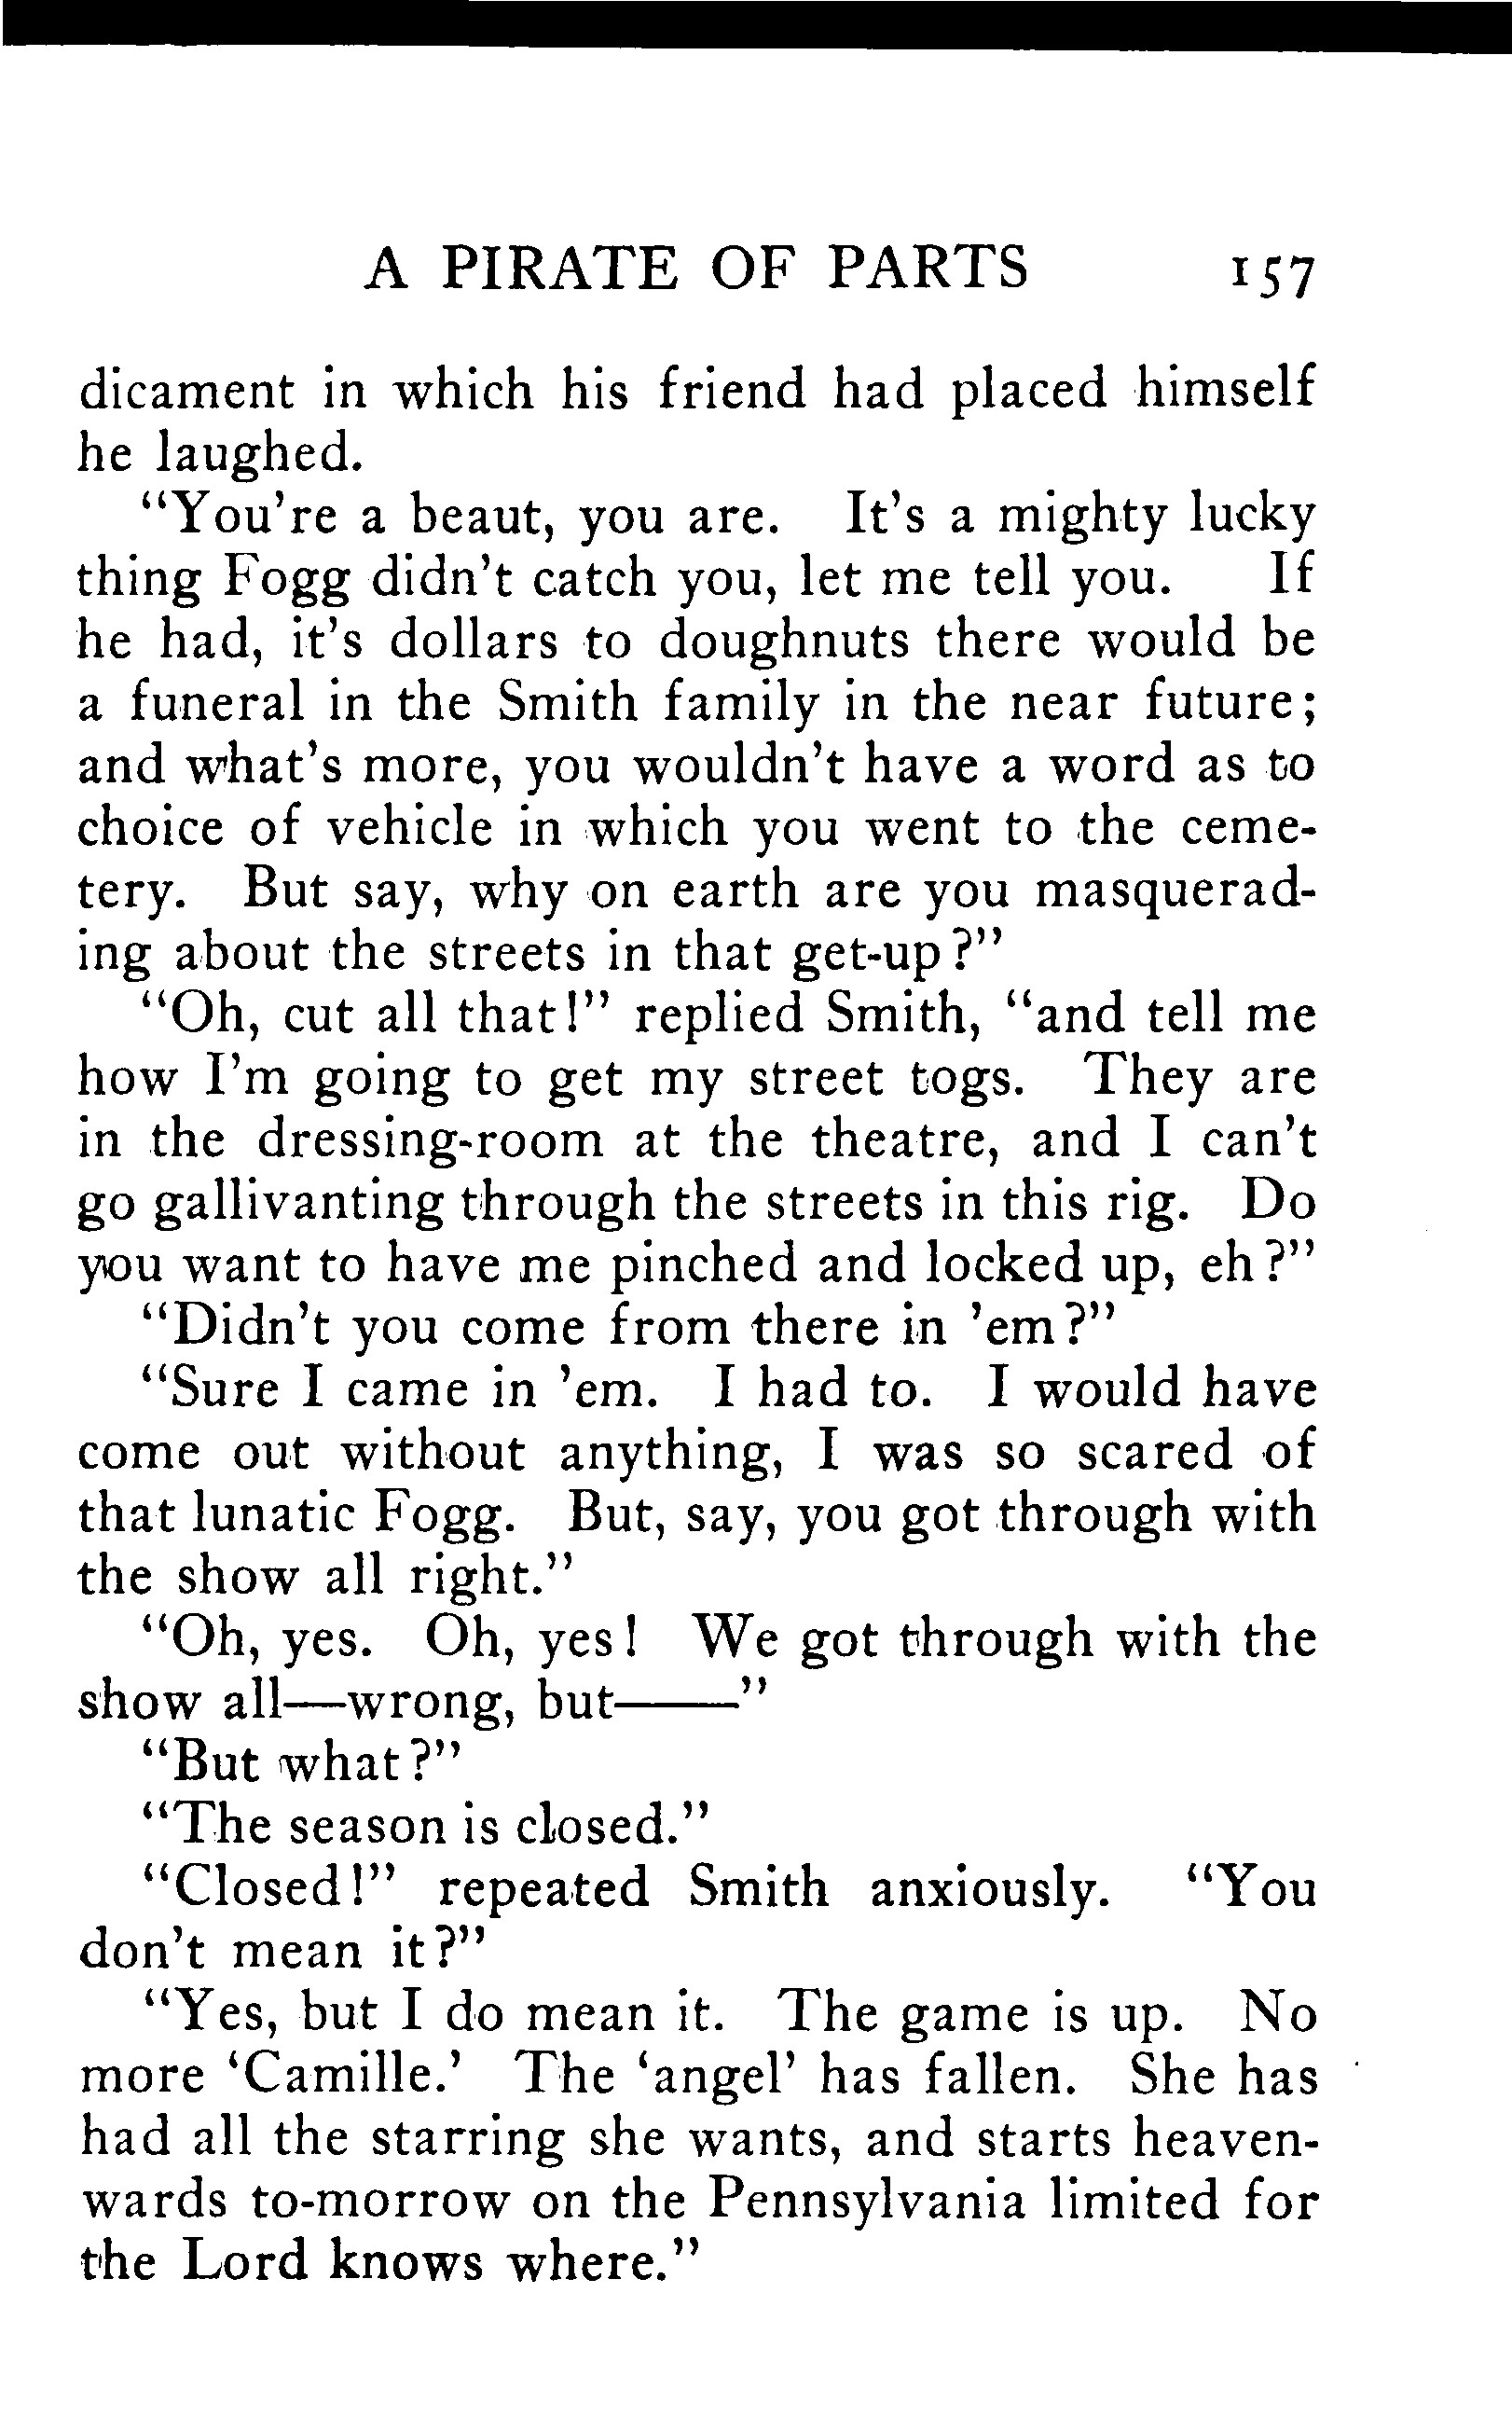 A PIRATE OF PARTS 157
dicament in which his friend had placed himself
he laughed.
"You're a beaut, you are. It's a mighty lucky
thing Fogg didn't catch you, let me tell you. If
he had, it's dollars to doughnuts there would be
a funeral in the Smith family in the near future;
and what's more, you wouldn't have a word as to
choice of vehicle in which you went to the ceme-
tery. But say, why on earth are you masquerad-
ing about the streets in that get-up?"
"Oh, cut all that!" replied Smith, "and tell me
how I'm going to get my street togs. They are
in the dressing-room at the theatre, and I can't
go gallivanting through the streets in this rig. Do
you want to have me pinched and locked up, eh?"
"Didn't you come from there in 'em?"
"Sure I came in 'em. I had to. I would have
come out without anything, I was so scared of
that lunatic Fogg. But, say, you got through with
the show all right."
"Oh, yes. Oh, yes! We got through with the
show all—wrong, but——"
"But what?"
"The season is closed."
"Closed!" repeated Smith anxiously. "You
don't mean it?"
"Yes, but I do mean it. The game is up. No
more 'Camille.' The 'angel' has fallen. She has
had all the starring she wants, and starts heaven-
wards to-morrow on the Pennsylvania limited for
the Lord knows where."